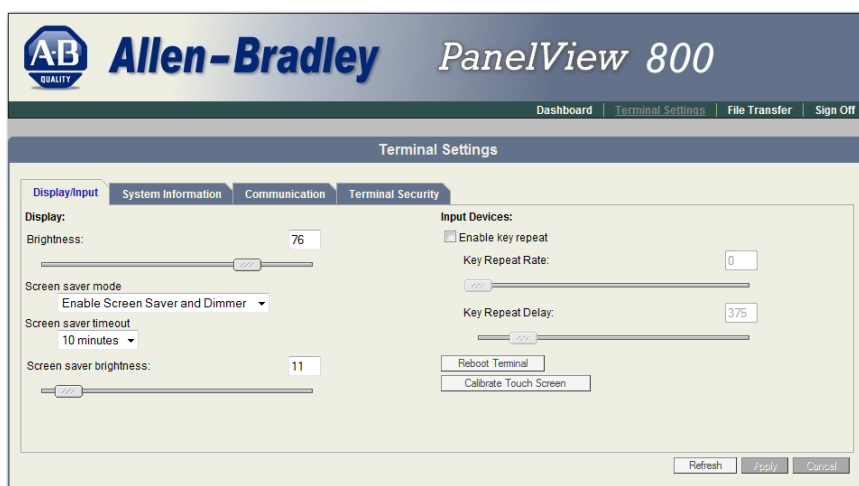 A·B
QUALITY
Allen-Bradley
PanelView 800
Dashboard
Terminal Settings
File Transfer
Sign Off
Terminal Settings
Display/Input
System Information
Communication
Terminal Security
Display:
Brightness:
76
Screen saver mode
Enable Screen Saver and Dimmer
Screen saver timeout
10 minutes
Screen saver brightness:
11
Input Devices:
Enable key repeat
Key Repeat Rate:
0
Key Repeat Delay:
375
Reboot Terminal
Calibrate Touch Screen
Refresh
Apply
Cancel